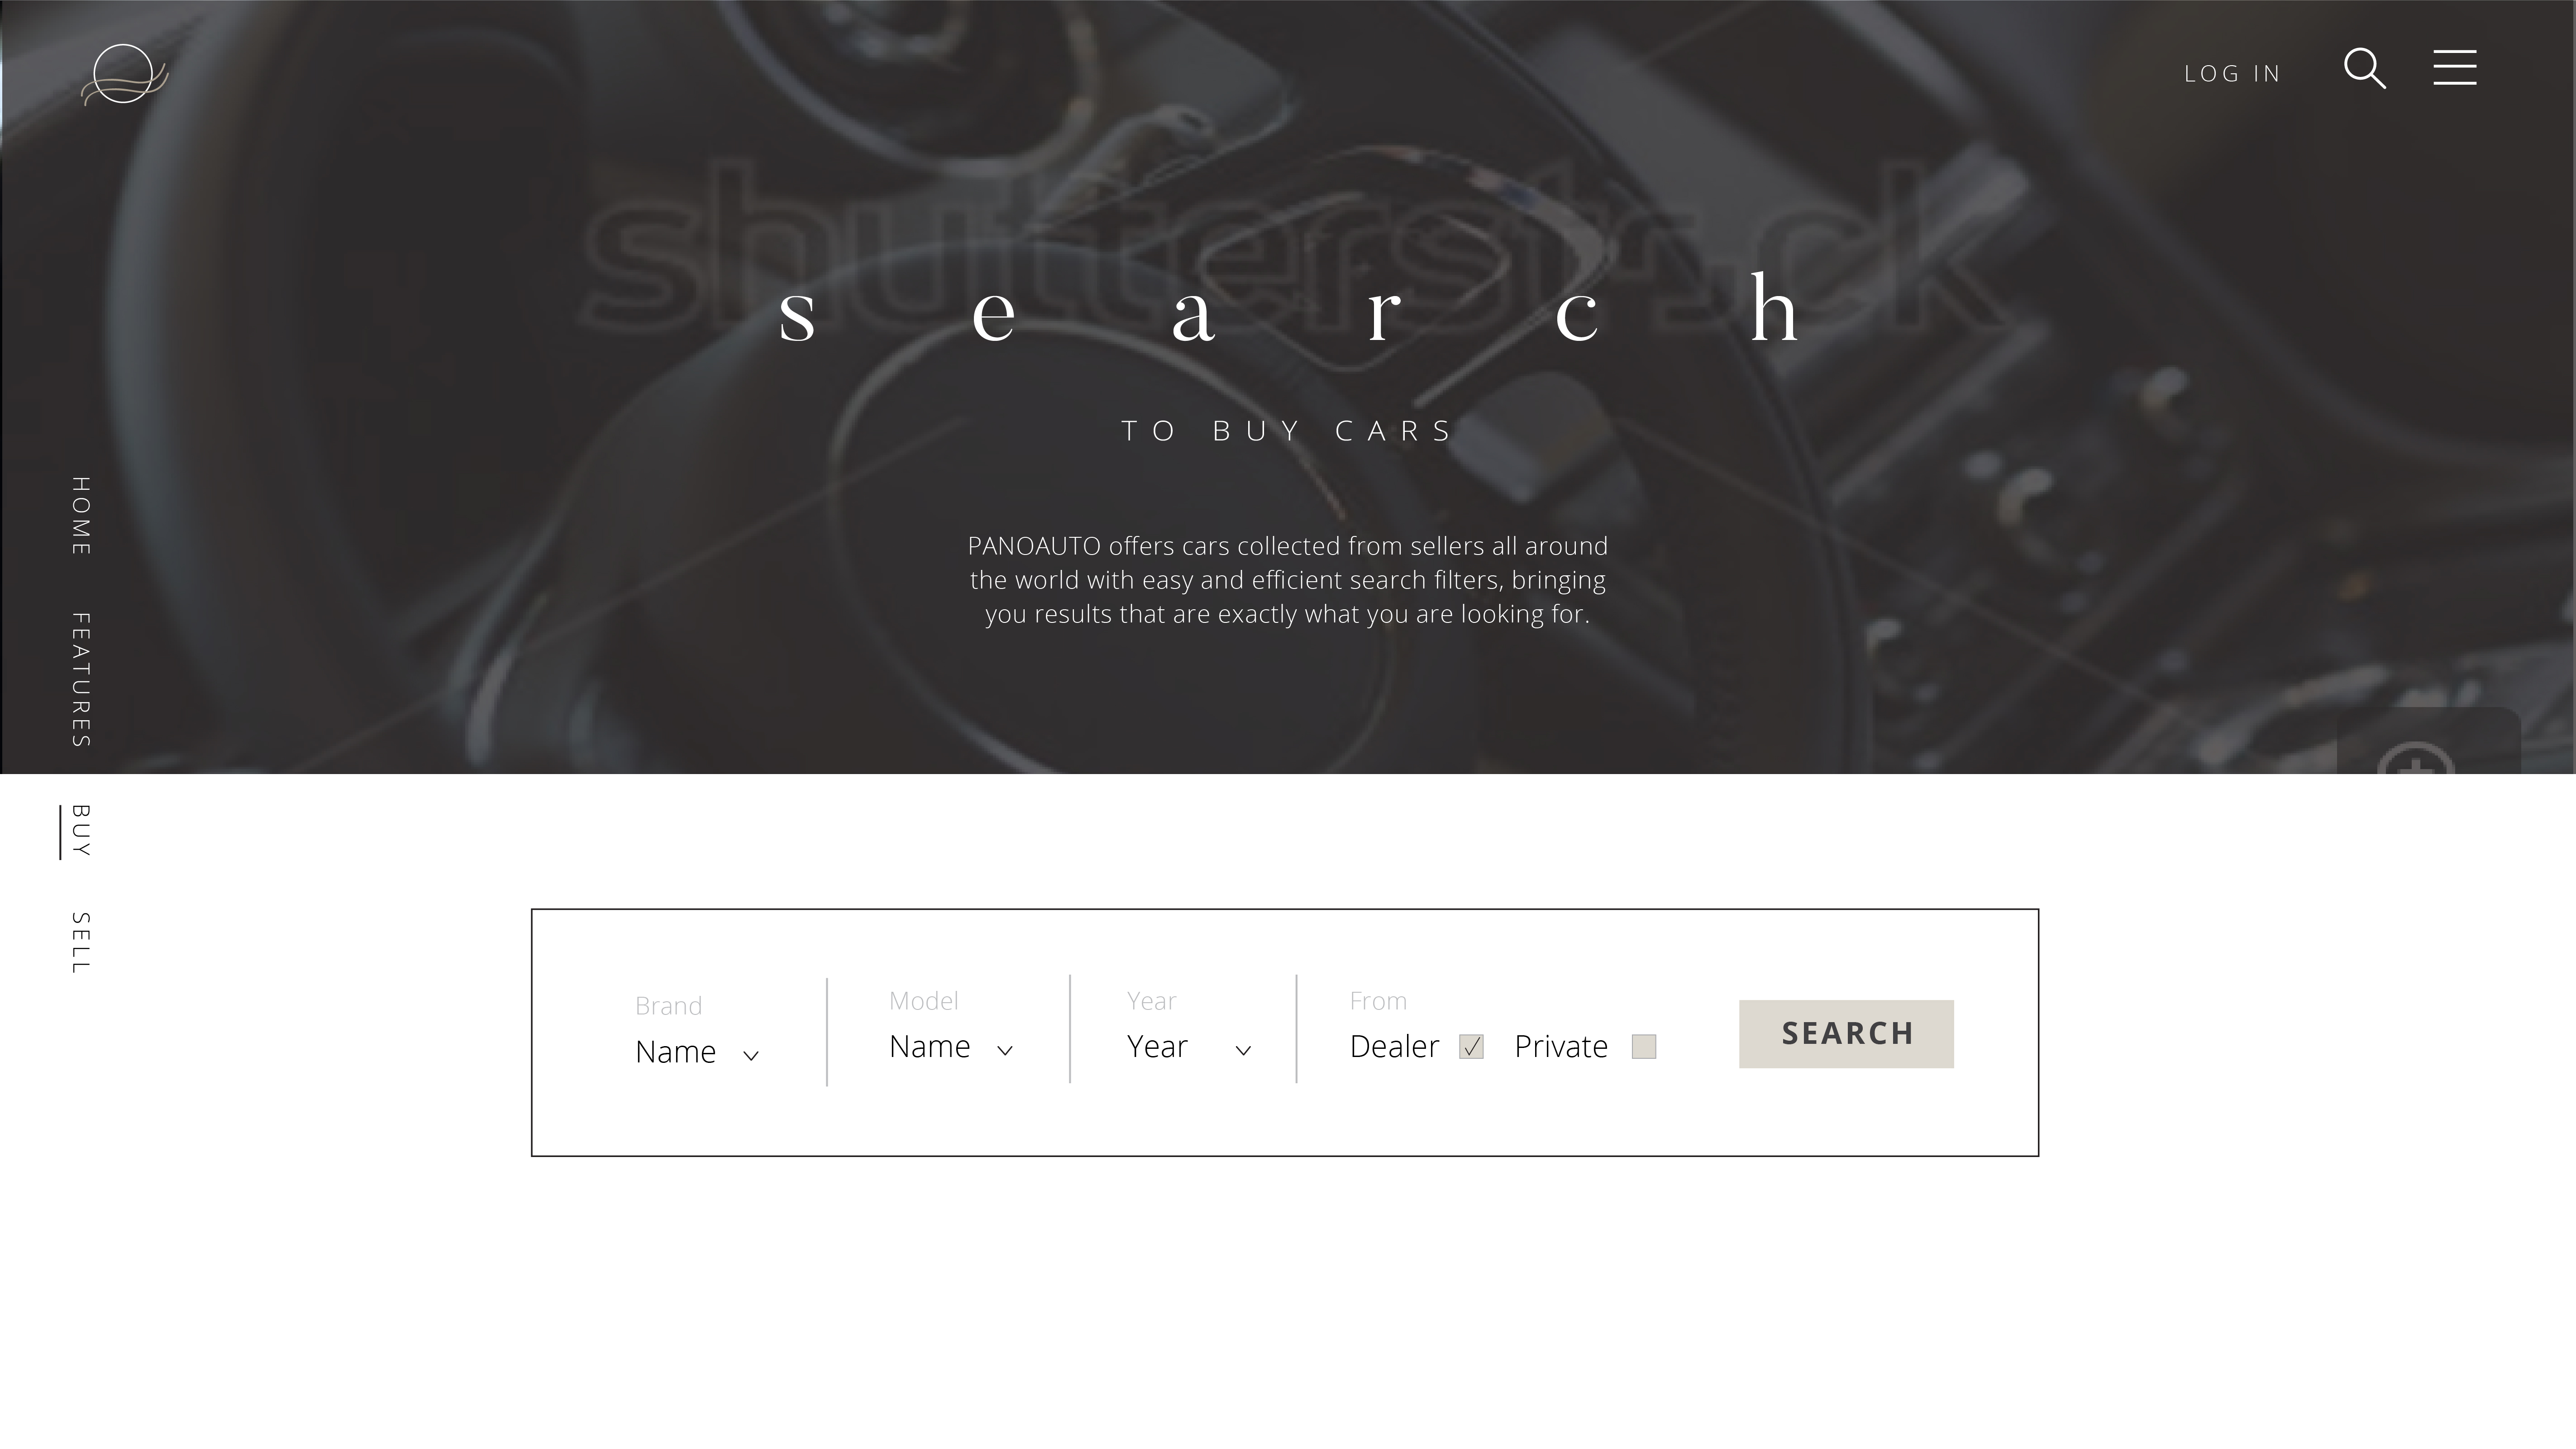 LOG IN
shutterstock
s e a r c h
TO BUY CARS
PANOAUTO offers cars collected from sellers all around
the world with easy and efficient search filters, bringing
you results that are exactly what you are looking for.
HOME
FEATURES
BUY
SELL
Brand
Name
Model
Name
Year
Year
From
Dealer Private
SEARCH